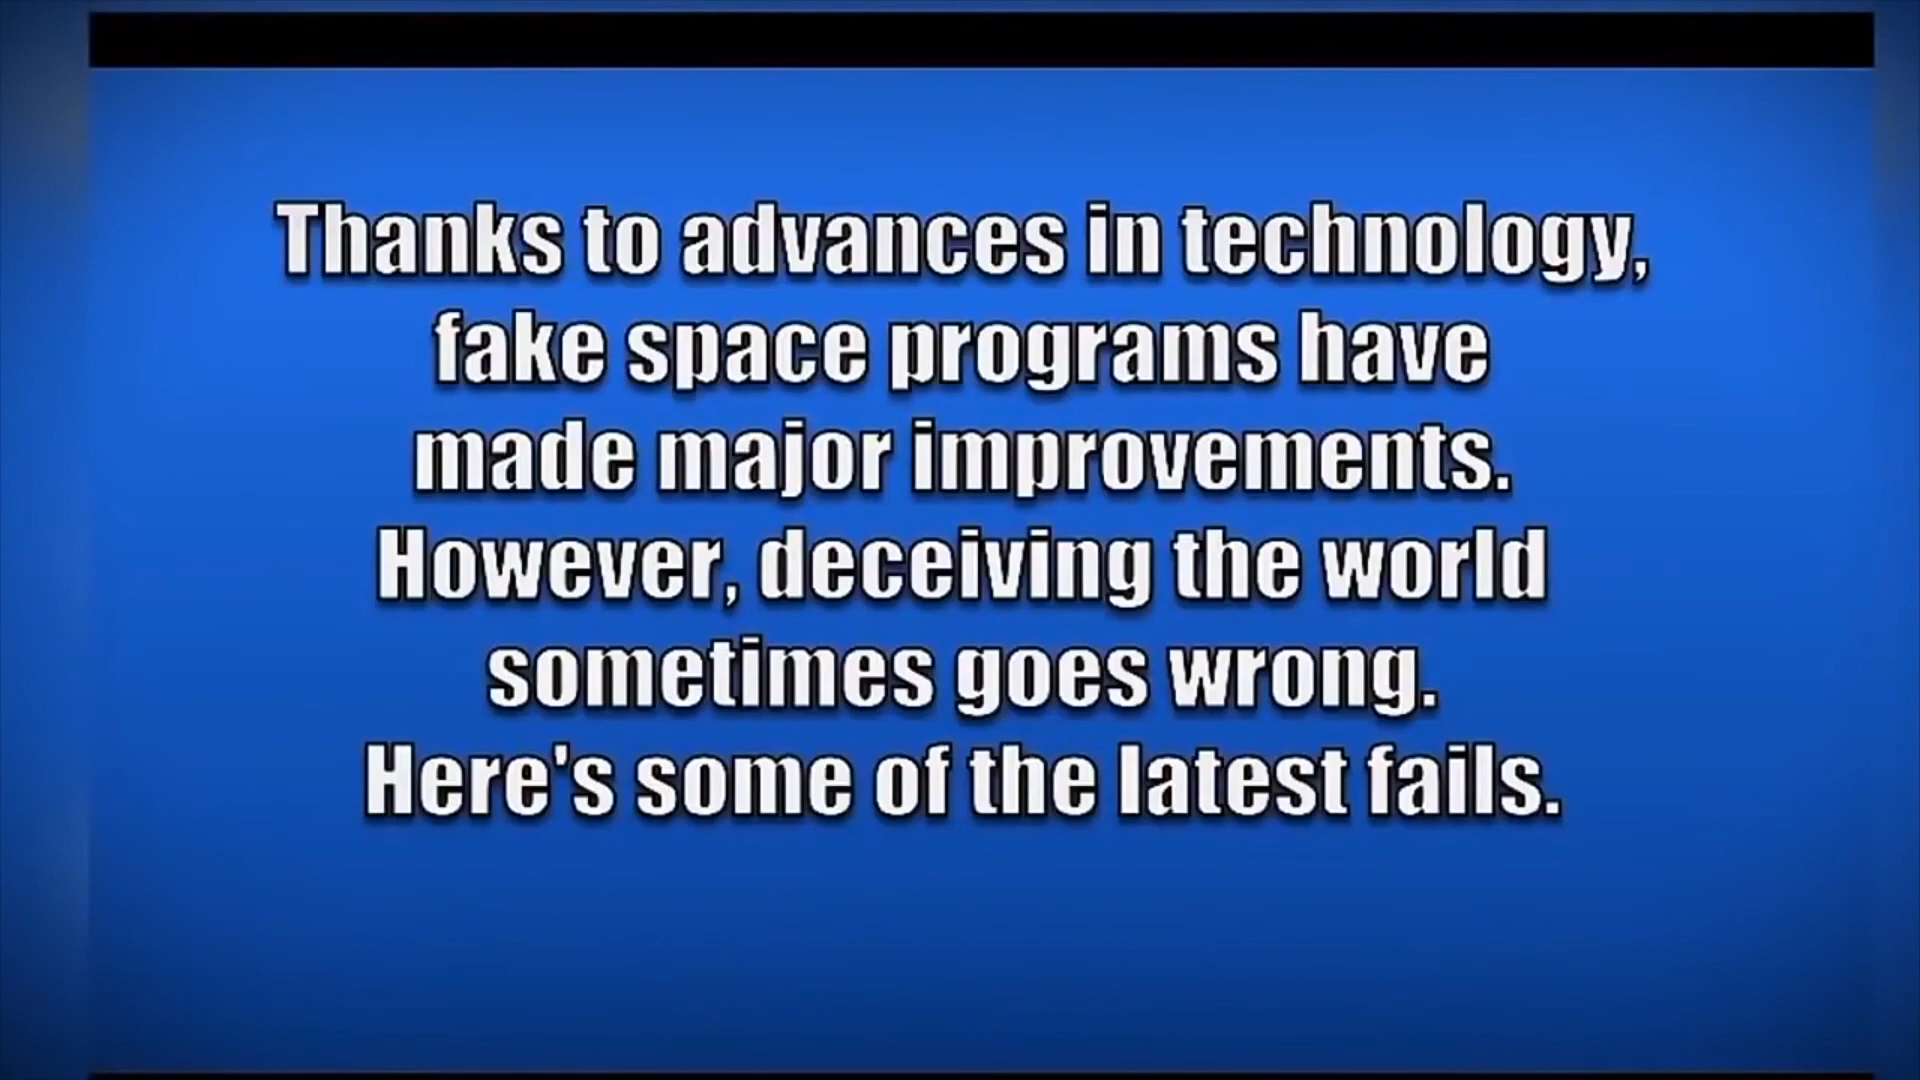 Thanks to advances in technology,
fake space programs have
made major improvements.
However, deceiving the world
sometimes goes wrong.
Here's some of the latest fails.